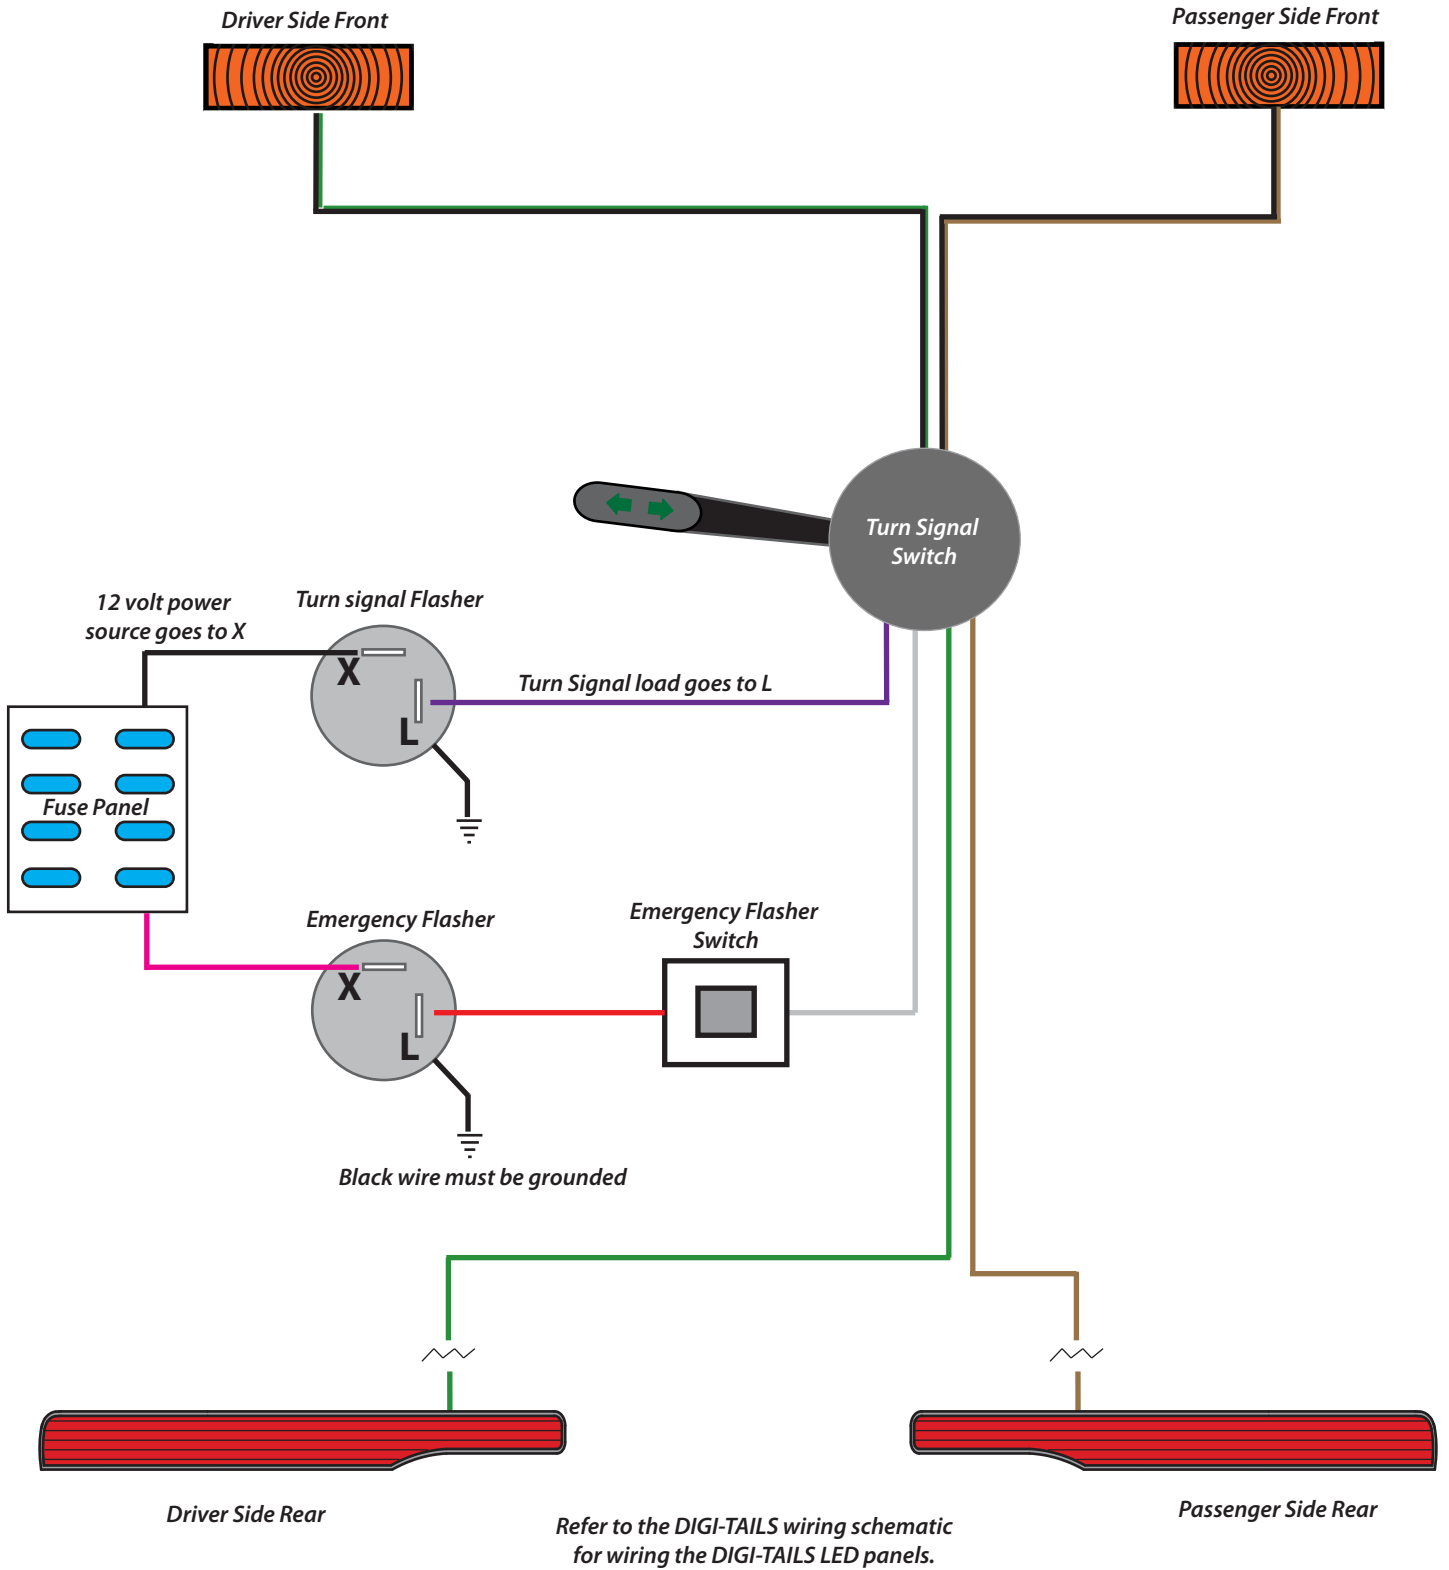 Driver Side Front
Passenger Side Front
Turn Signal
Switch
12 volt power
source goes to X
Turn signal Flasher
X
Turn Signal load goes to L
L
Fuse Panel
Emergency Flasher
Emergency Flasher
Switch
X
L
Black wire must be grounded
Driver Side Rear
Passenger Side Rear
Refer to the DIGI-TAILS wiring schematic
for wiring the DIGI-TAILS LED panels.